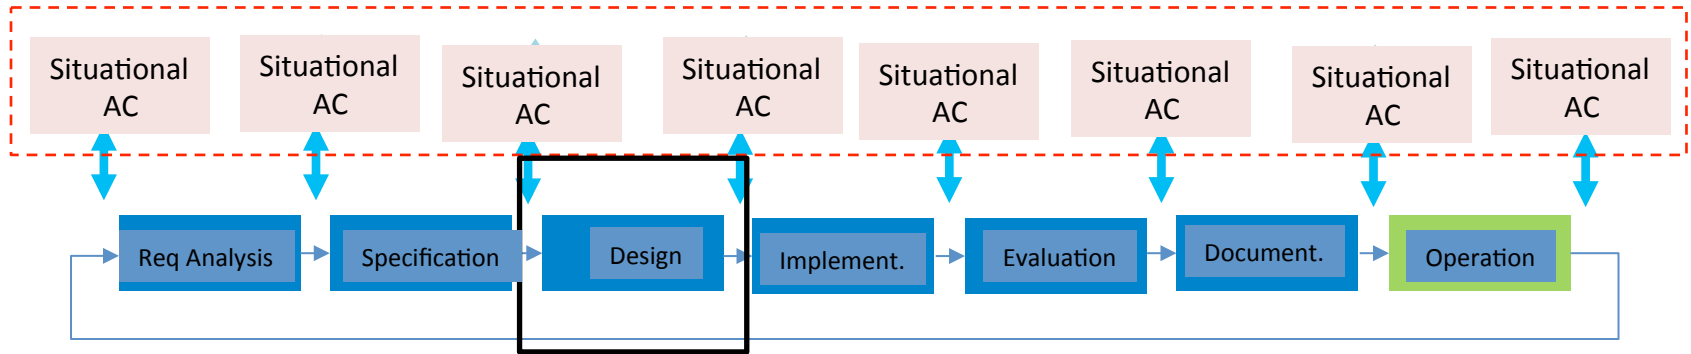 Situational
AC
Situational
AC
Situational
AC
Situational
AC
Situational
AC
Situational
AC
Situational
AC
Situational
AC
Req Analysis
Specification
Design
Implement.
Evaluation
Document.
Operation